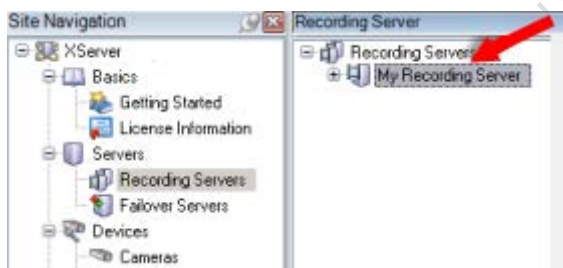 Site Navigation
XServer
Basics
Getting Started
License Information
Servers
Recording Servers
Failover Servers
Devices
Cameras
Recording Server
Recording Servers
My Recording Server